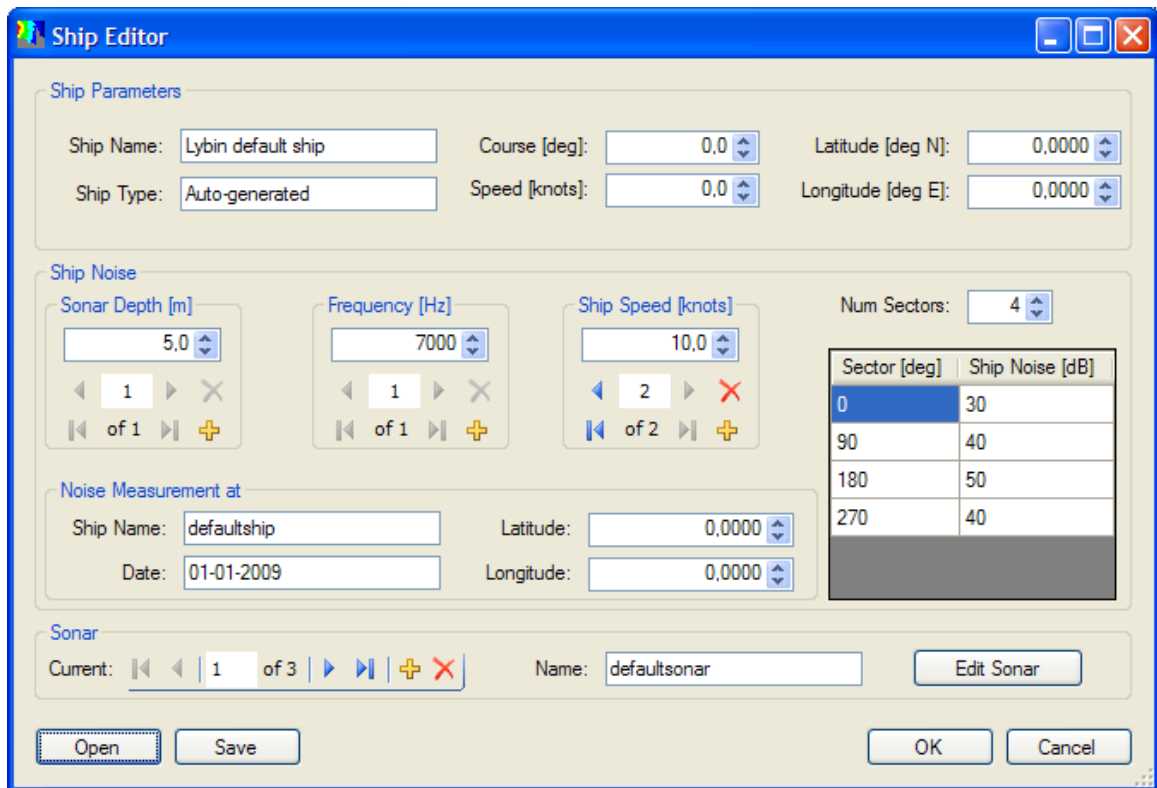 Ship Editor
Ship Parameters
Ship Name: Lybin default ship Course [deg]: 0,0 Latitude [deg N]: 0,0000
Ship Type: Auto-generated Speed [knots]: 0,0 Longitude [deg E]: 0,0000
Ship Noise
Sonar Depth [m] Frequency [Hz] Ship Speed [knots] Num Sectors: 4
5,0 7000 10,0
1 1 2
of 1 of 1 of 2
Sector [deg] Ship Noise [dB]
0 30
90 40
180 50
270 40
Noise Measurement at
Ship Name: defaultship Latitude: 0,0000
Date: 01-01-2009 Longitude: 0,0000
Sonar
Current: 1 of 3 Name: defaultsonar Edit Sonar
Open Save OK Cancel